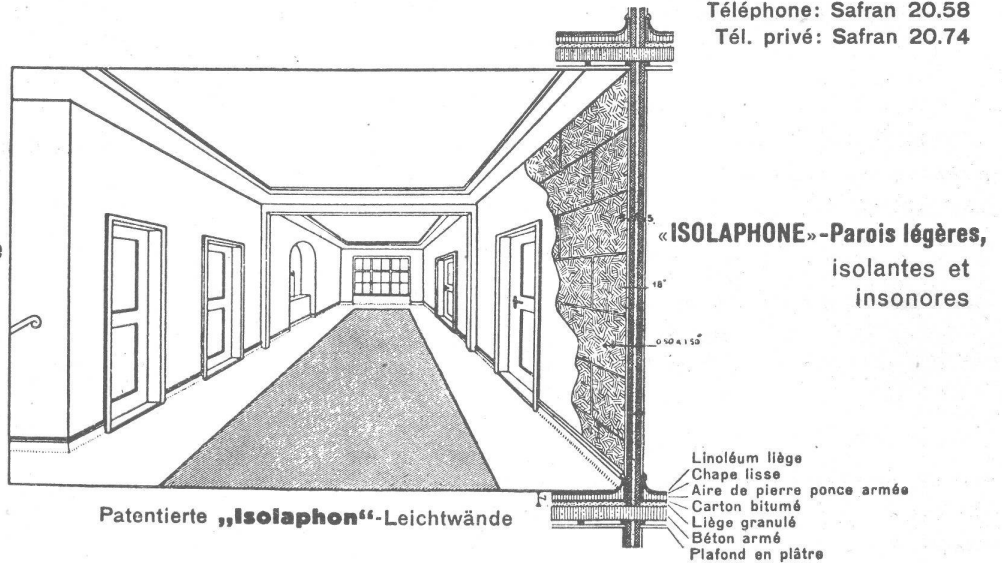 Téléphone: Safran 20.58
Tél. privé: Safran 20.74
«ISOLAPHONE»-Parois légères,
isolantes et
insonores
18"
Linoléum liège
Chape lisse
Aire de pierre ponce armée
Carton bitumé
Liège granulé
Béton armé
Plafond en plâtre
Patentierte „Isolaphon“-Leichtwände